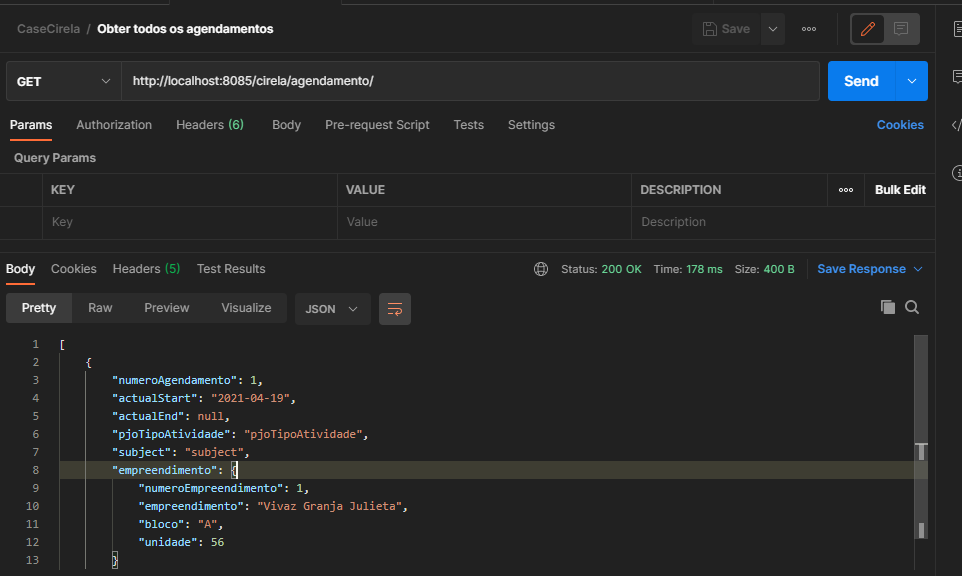 CaseCirela / Obter todos os agendamentos
Save
GET http://localhost:8085/cirela/agendamento/ Send
Params Authorization Headers (6) Body Pre-request Script Tests Settings Cookies
Query Params
KEY VALUE DESCRIPTION Bulk Edit
Key Value Description
Body Cookies Headers (5) Test Results Status: 200 OK Time: 178 ms Size: 400 B Save Response
Pretty Raw Preview Visualize JSON
1 [
2 {
3 "numeroAgendamento": 1,
4 "actualStart": "2021-04-19",
5 "actualEnd": null,
6 "pjoTipoAtividade": "pjoTipoAtividade",
7 "subject": "subject",
8 "empreendimento": {
9 "numeroEmpreendimento": 1,
10 "empreendimento": "Vivaz Granja Julieta",
11 "bloco": "A",
12 "unidade": 56
13 }